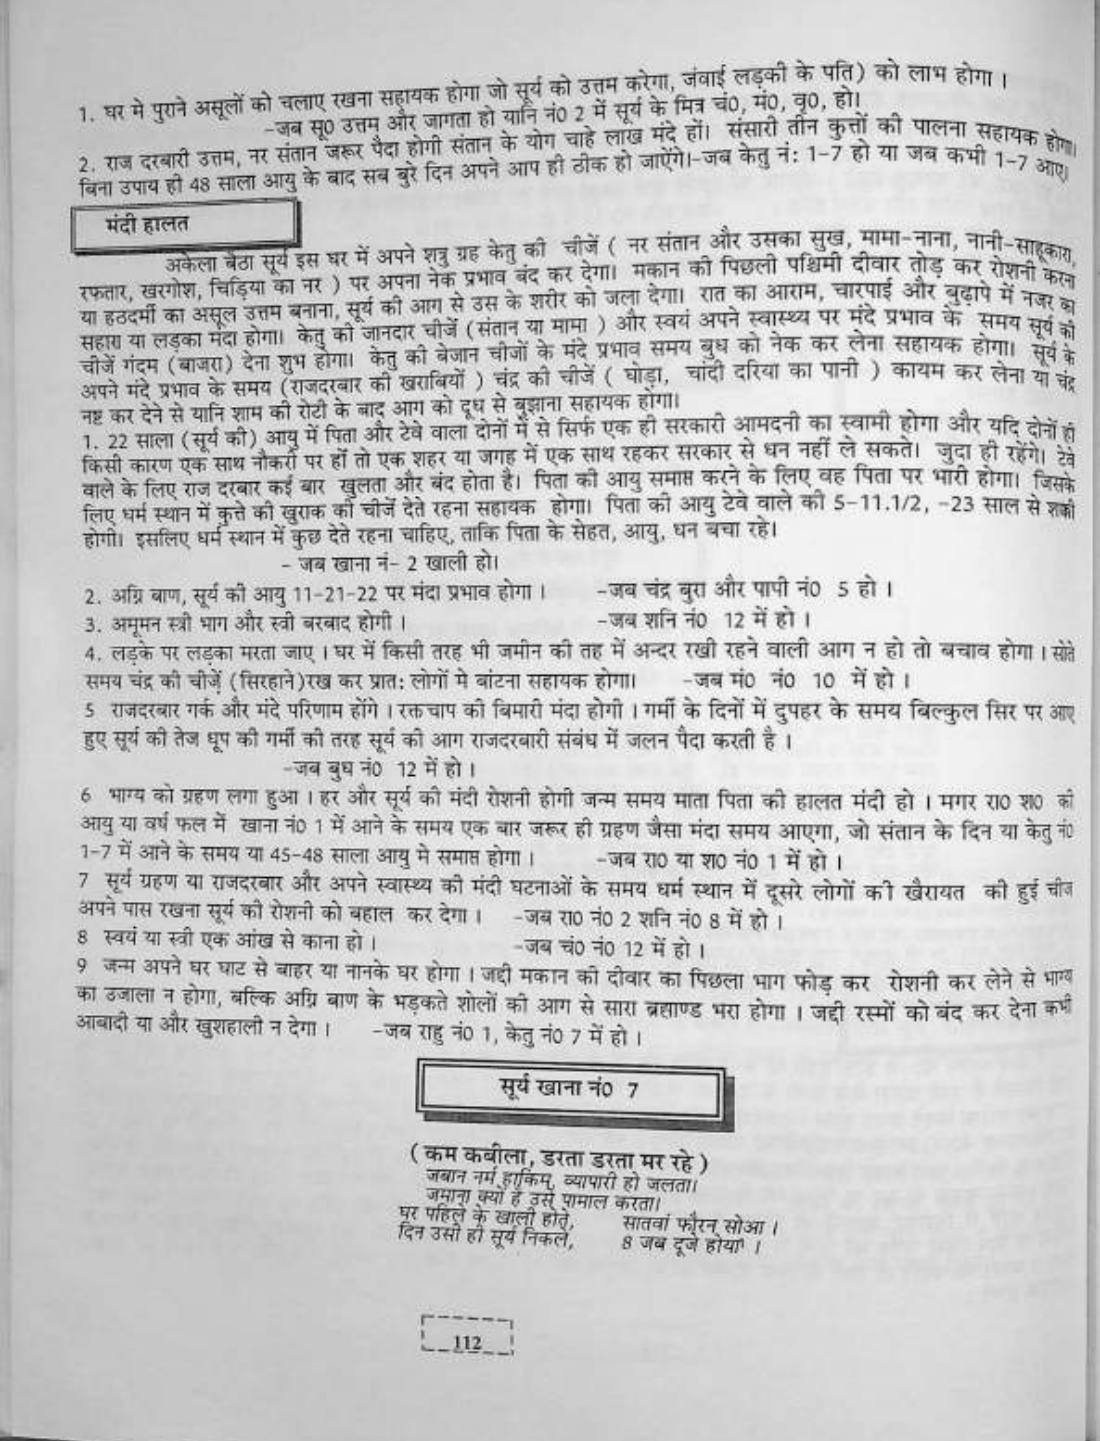 1. घर मे पुराने असूलों को चलाए रखना सहायक होगा जो सूर्य को उत्तम करेगा, जंवाई लड़की के पति) को लाभ होगा ।
-जब सू0 उत्तम और जागता हो यानि नं0 2 में सूर्य के मित्र चं0, मं0, वृ0, हो।
2. राज दरबारी उत्तम, नर संतान जरूर पैदा होगी संतान के योग चाहे लाख मंदे हों। संसारी तीन कुत्तों की पालना सहायक होगा।
बिना उपाय ही 48 साला आयु के बाद सब बुरे दिन अपने आप ही ठीक हो जाएेंगे।-जब केतु नं: 1-7 हो या जब कभी 1-7 आए।
मंदी हालत
अकेला बैठा सूर्य इस घर में अपने शत्रु ग्रह केतु की चीजें ( नर संतान और उसका सुख, मामा-नाना, नानी-साहूकारा,
रफतार, खरगोश, चिड़िया का नर ) पर अपना नेक प्रभाव बंद कर देगा। मकान की पिछली पश्चिमी दीवार तोड़ कर रोशनी करना
या हठदर्मी का असूल उत्तम बनाना, सूर्य की आग से उस के शरीर को जला देगा। रात का आराम, चारपाई और बुढ़ापे में नजर का
सहारा या लड़का मंदा होगा। केतु की जानदार चीजें (संतान या मामा ) और स्वयं अपने स्वास्थ्य पर मंदे प्रभाव के समय सूर्य की
चीजें गंदम (बाजरा) देना शुभ होगा। केतु की बेजान चीजों के मंदे प्रभाव समय बुध को नेक कर लेना सहायक होगा। सूर्य के
अपने मंदे प्रभाव के समय (राजदरबार की खराबियों ) चंद्र की चीजें ( घोड़ा, चांदी दरिया का पानी ) कायम कर लेना या चंद्र
नष्ट कर देने से यानि शाम की रोटी के बाद आग को दूध से बुझाना सहायक होगा।
1. 22 साला (सूर्य की) आयु में पिता और टेवे वाला दोनों में से सिर्फ एक ही सरकारी आमदनी का स्वामी होगा और यदि दोनों ही
किसी कारण एक साथ नौकरी पर हों तो एक शहर या जगह में एक साथ रहकर सरकार से धन नहीं ले सकते। जुदा ही रहेंगे। टेवे
वाले के लिए राज दरबार कई बार खुलता और बंद होता है। पिता की आयु समाप्त करने के लिए वह पिता पर भारी होगा। जिसके
लिए धर्म स्थान में कुत्ते की खुराक की चीजें देते रहना सहायक होगा। पिता की आयु टेवे वाले की 5-11.1/2, -23 साल से शक्की
होगी। इसलिए धर्म स्थान में कुछ देते रहना चाहिए, ताकि पिता के सेहत, आयु, धन बचा रहे।
- जब खाना नं- 2 खाली हो।
2. अग्नि बाण, सूर्य की आयु 11-21-22 पर मंदा प्रभाव होगा । -जब चंद्र बुरा और पापी नं0 5 हो ।
3. अमूमन स्त्री भाग और स्त्री बरबाद होगी । -जब शनि नं0 12 में हो ।
4. लड़के पर लड़का मरता जाए । घर में किसी तरह भी जमीन की तह में अन्दर रखी रहने वाली आग न हो तो बचाव होगा । सोते
समय चंद्र की चीजें (सिरहाने)रख कर प्रात: लोगों मे बांटना सहायक होगा। -जब मं0 नं0 10 में हो ।
5 राजदरबार गर्क और मंदे परिणाम होंगे । रक्तचाप की बिमारी मंदा होगी । गर्मी के दिनों में दुपहर के समय बिल्कुल सिर पर आए
हुए सूर्य की तेज धूप की गर्मी की तरह सूर्य की आग राजदरबारी संबंध में जलन पैदा करती है ।
-जब बुध नं0 12 में हो ।
6 भाग्य को ग्रहण लगा हुआ । हर और सूर्य की मंदी रोशनी होगी जन्म समय माता पिता की हालत मंदी हो । मगर रा0 श0 की
आयु या वर्ष फल में खाना नं0 1 में आने के समय एक बार जरूर ही ग्रहण जैसा मंदा समय आएगा, जो संतान के दिन या केतु नं0
1-7 में आने के समय या 45-48 साला आयु मे समाप्त होगा । -जब रा0 या श0 नं0 1 में हो ।
7 सूर्य ग्रहण या राजदरबार और अपने स्वास्थ्य की मंदी घटनाओं के समय धर्म स्थान में दूसरे लोगों की खैरायत की हुई चीज
अपने पास रखना सूर्य की रोशनी को बहाल कर देगा । -जब रा0 नं0 2 शनि नं0 8 में हो ।
8 स्वयं या स्त्री एक आंख से काना हो । -जब चं0 नं0 12 में हो ।
9 जन्म अपने घर घाट से बाहर या नानके घर होगा । जद्दी मकान की दीवार का पिछला भाग फोड़ कर रोशनी कर लेने से भाग्य
का उजाला न होगा, बल्कि अग्नि बाण के भड़कते शोलों की आग से सारा ब्रह्माण्ड भरा होगा । जद्दी रस्मों को बंद कर देना कभी
आबादी या और खुशहाली न देगा । -जब राहु नं0 1, केतु नं0 7 में हो ।
सूर्य खाना नं0 7
( कम कबीला, डरता डरता मर रहे )
जबान नर्म हाकिम, व्यापारी हो जलता।
जमाना क्यों है उसे पामाल करता।
घर पहिले के खाली होते, सातवां फौरन सोआ ।
दिन उसी ही सूर्य निकले, 8 जब दूजे होया ।
112